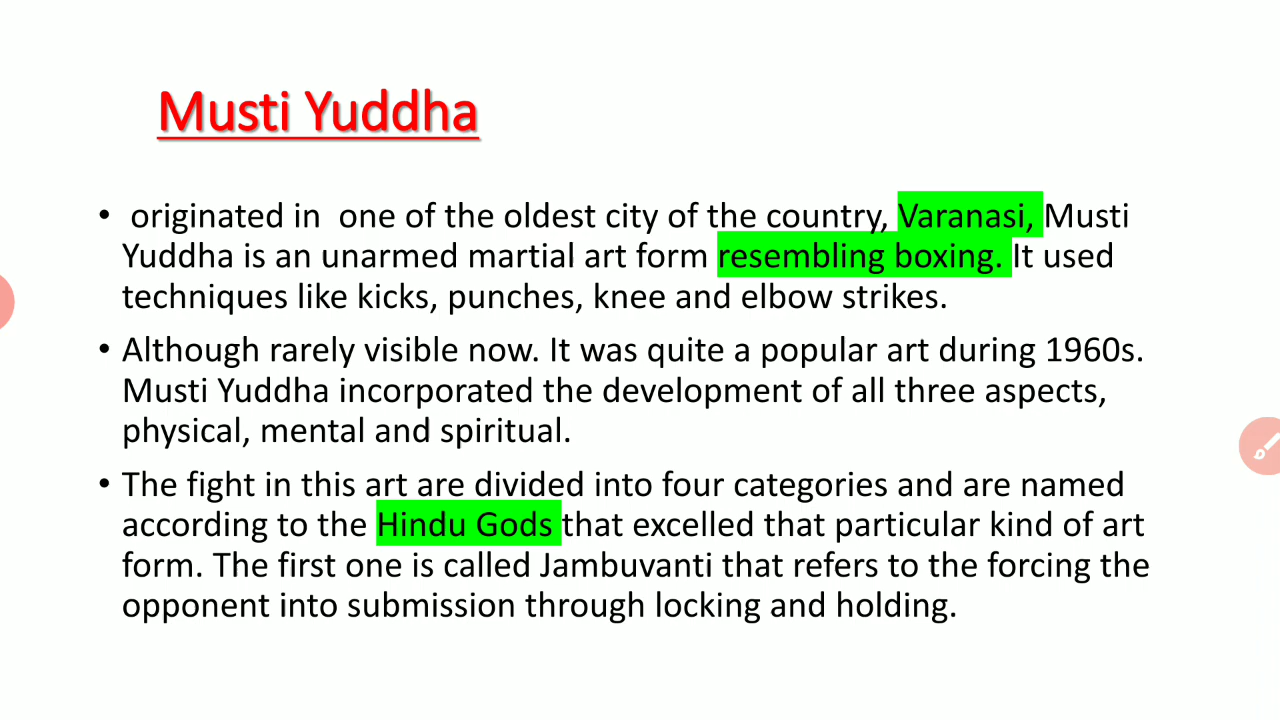 Musti Yuddha
• originated in one of the oldest city of the country, Varanasi, Musti
Yuddha is an unarmed martial art form resembling boxing. It used
techniques like kicks, punches, knee and elbow strikes.
• Although rarely visible now. It was quite a popular art during 1960s.
Musti Yuddha incorporated the development of all three aspects,
physical, mental and spiritual.
• The fight in this art are divided into four categories and are named
according to the Hindu Gods that excelled that particular kind of art
form. The first one is called Jambuvanti that refers to the forcing the
opponent into submission through locking and holding.